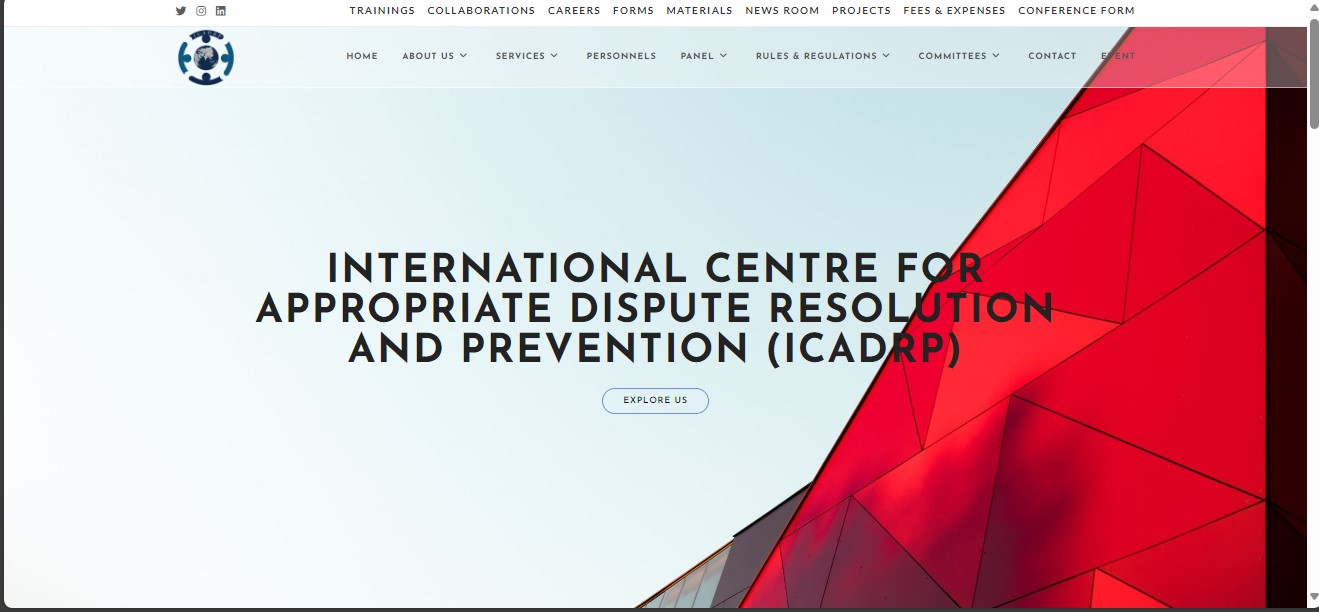 TRAININGS COLLABORATIONS CAREERS FORMS MATERIALS NEWS ROOM PROJECTS FEES & EXPENSES CONFERENCE FORM
HOME ABOUT US SERVICES PERSONNELS PANEL RULES & REGULATIONS COMMITTEES CONTACT EVENT
INTERNATIONAL CENTRE FOR
APPROPRIATE DISPUTE RESOLUTION
AND PREVENTION (ICADRP)
EXPLORE US